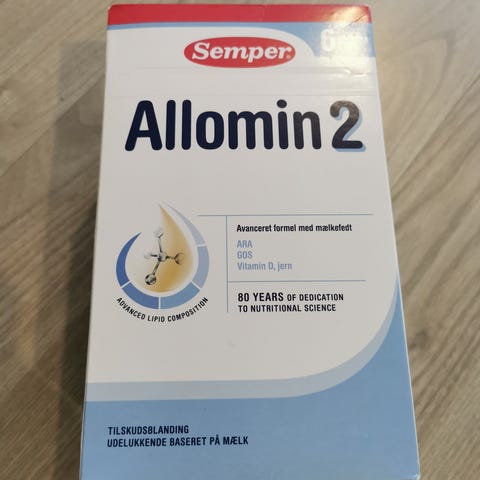 Semper
6
Allomin 2
Avanceret formel med mælkefedt
ARA
GOS
Vitamin D, jern
80 YEARS OF DEDICATION
TO NUTRITIONAL SCIENCE
ADVANCED LIPID COMPOSITION
TILSKUDSBLANDING
UDELUKKENDE BASERET PÅ MÆLK